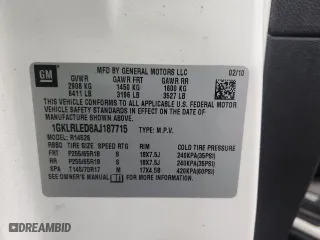 GM
MFD BY GENERAL MOTORS LLC 02/10
GVWR GAWR FRT GAWR RR
2908 KG 1450 KG 1600 KG
6411 LB 3196 LB 3527 LB
THIS VEHICLE CONFORMS TO ALL APPLICABLE U.S. FEDERAL
MOTOR VEHICLE SAFETY STANDARDS IN EFFECT ON THE DATE OF
MANUFACTURE SHOWN ABOVE.
TYPE: M.P.V.
MODEL: R14526
TIRE SIZE SPEED RTG RIM COLD TIRE PRESSURE
FRT P255/65R18 S 18X7.5J 240KPA(35PSI)
RR P255/65R18 S 18X7.5J 240KPA(35PSI)
SPA T145/70R17 M 17X4.5B 420KPA(60PSI)
SEE OWNER'S MANUAL FOR ADDITIONAL INFORMATION
© AutoBidMaster